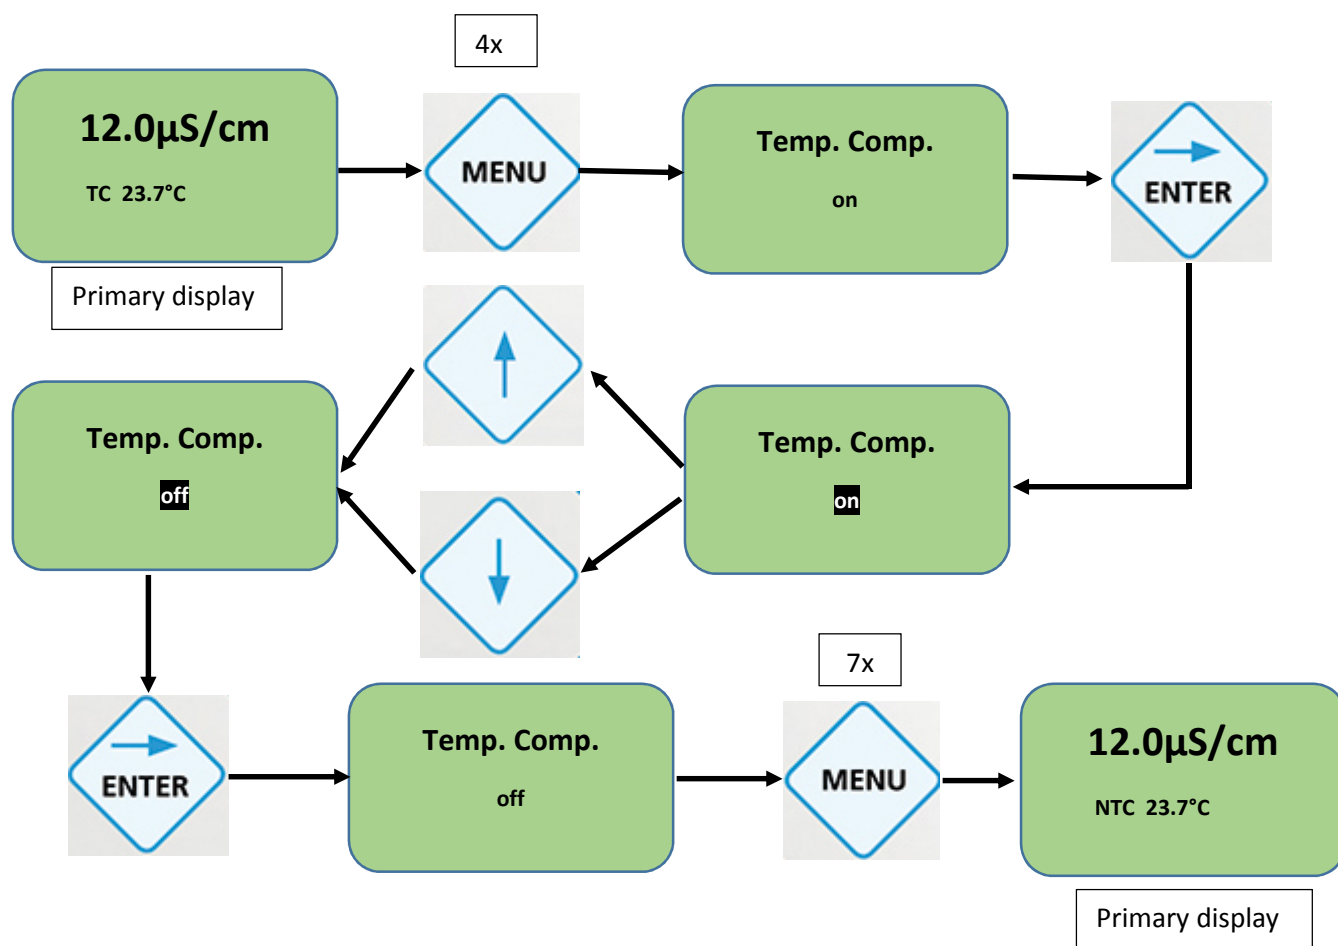 4x
12.0µS/cm
TC 23.7°C
MENU
Temp. Comp.
on
ENTER
Primary display
Temp. Comp.
on
Temp. Comp.
off
ENTER
Temp. Comp.
off
7x
MENU
12.0µS/cm
NTC 23.7°C
Primary display